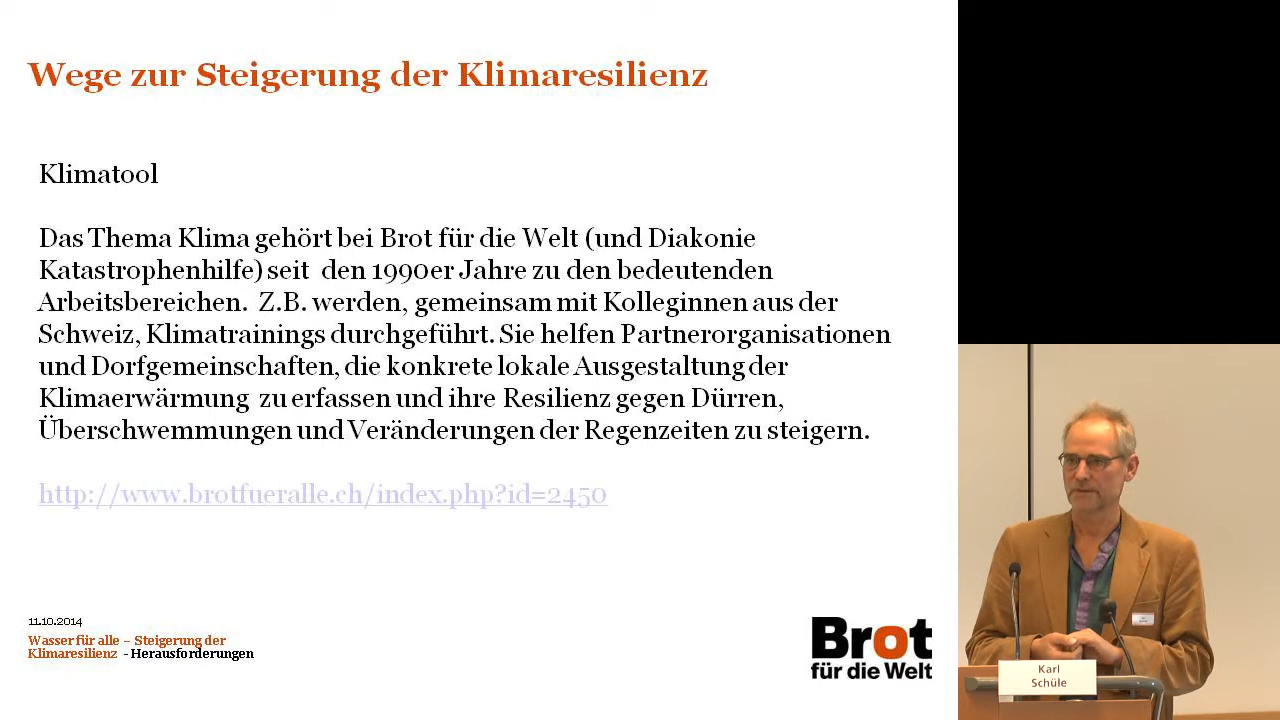 Wege zur Steigerung der Klimaresilienz
Klimatool
Das Thema Klima gehört bei Brot für die Welt (und Diakonie
Katastrophenhilfe) seit den 1990er Jahre zu den bedeutenden
Arbeitsbereichen. Z.B. werden, gemeinsam mit Kolleginnen aus der
Schweiz, Klimatrainings durchgeführt. Sie helfen Partnerorganisationen
und Dorfgemeinschaften, die konkrete lokale Ausgestaltung der
Klimaerwärmung zu erfassen und ihre Resilienz gegen Dürren,
Überschwemmungen und Veränderungen der Regenzeiten zu steigern.
http://www.brotfueralle.ch/index.php?id=2450
11.10.2014
Wasser für alle – Steigerung der
Klimaresilienz - Herausforderungen
Brot
für die Welt
Karl
Schüle